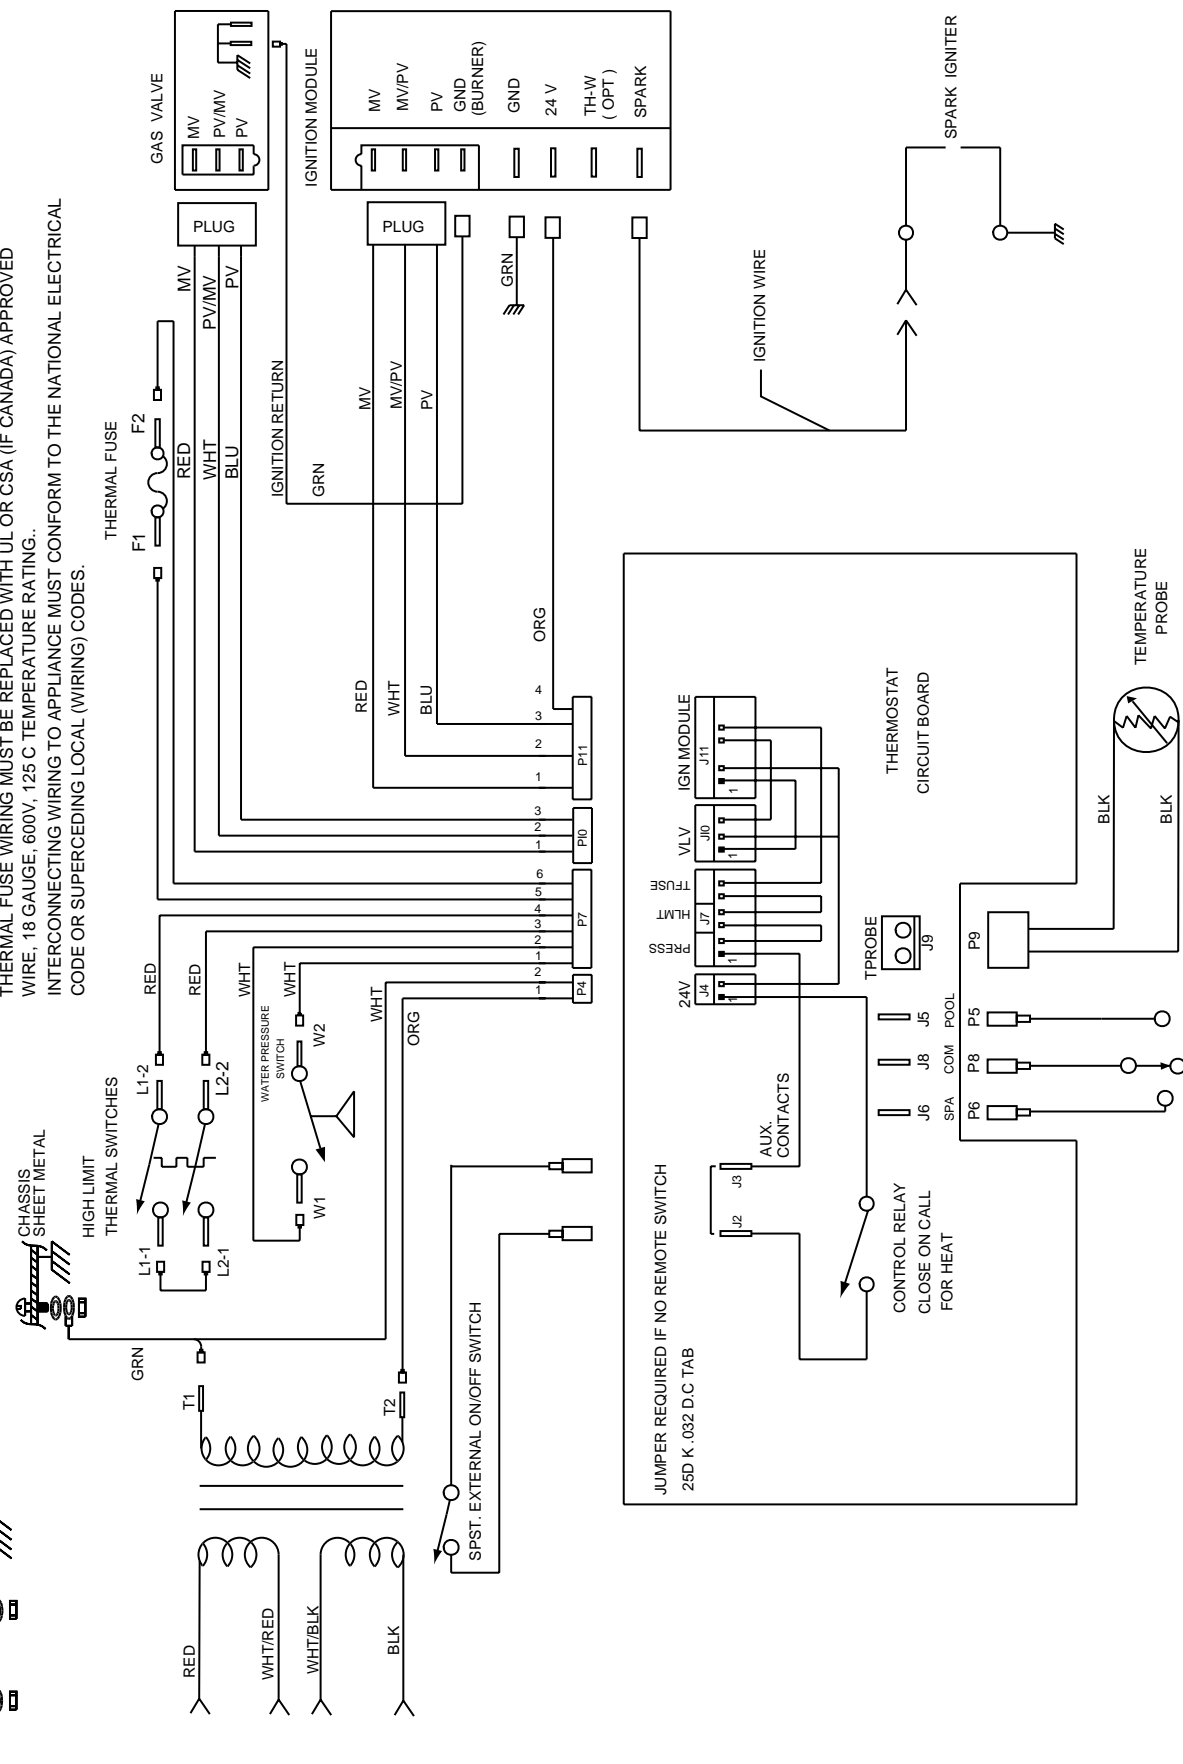 THERMAL FUSE WIRING MUST BE REPLACED WITH UL OR CSA (IF CANADA) APPROVED
WIRE, 18 GAUGE, 600V, 125 C TEMPERATURE RATING..
INTERCONNECTING WIRING TO APPLIANCE MUST CONFORM TO THE NATIONAL ELECTRICAL
CODE OR SUPERCEDING LOCAL (WIRING) CODES.
CHASSIS
SHEET METAL
GRN
HIGH LIMIT
THERMAL SWITCHES
L1-1
L1-2
L2-1
L2-2
RED
RED
WATER PRESSURE
SWITCH
W1
W2
WHT
WHT
WHT
ORG
THERMAL FUSE
F1
F2
GAS VALVE
MV
PV/MV
PV
PLUG
MV
PV/MV
PV
RED
WHT
BLU
IGNITION RETURN
GRN
IGNITION MODULE
MV
MV/PV
PV
GND
(BURNER)
GND
24 V
TH-W
( OPT )
SPARK
PLUG
MV
MV/PV
PV
GRN
RED
WHT
BLU
ORG
T1
T2
RED
WHT/RED
WHT/BLK
BLK
SPST. EXTERNAL ON/OFF SWITCH
1
2
P4
1
2
3
4
5
6
P7
1
2
3
PI0
1
2
3
4
P11
IGNITION WIRE
SPARK IGNITER
JUMPER REQUIRED IF NO REMOTE SWITCH
25D K .032 D.C TAB
J2
J3
AUX.
CONTACTS
CONTROL RELAY
CLOSE ON CALL
FOR HEAT
24V
J4
1
PRESS
HLMT
TFUSE
J7
1
VLV
JI0
1
IGN MODULE
J11
1
THERMOSTAT
CIRCUIT BOARD
TPROBE
J9
J6
J8
J5
SPA
COM
POOL
P6
P8
P5
P9
BLK
BLK
TEMPERATURE
PROBE